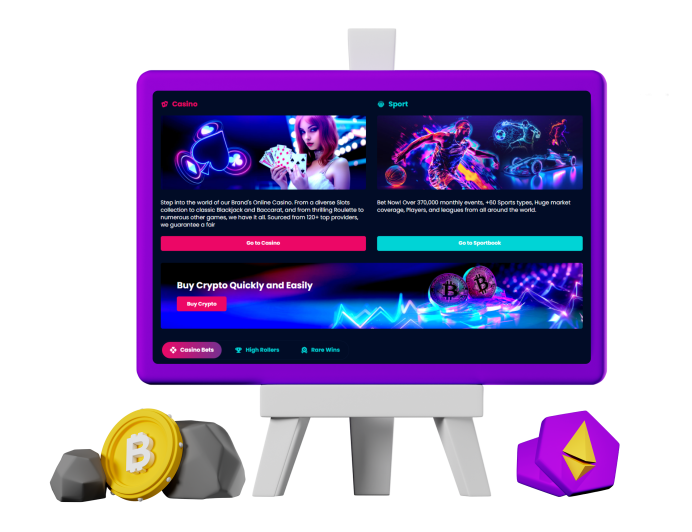 Casino
Step into the world of our Brand's Online Casino. From a diverse Slots
collection to classic Blackjack and Baccarat, and from thrilling Roulette to
numerous other games, we have it all. Sourced from 120+ top providers,
we guarantee a fair
Go to Casino
Sport
Bet Now! Over 370,000 monthly events, +60 Sports types, Huge market
coverage, Players, and leagues from all around the world.
Go to Sportbook
Buy Crypto Quickly and Easily
Buy Crypto
Casino Bets
High Rollers
Rare Wins